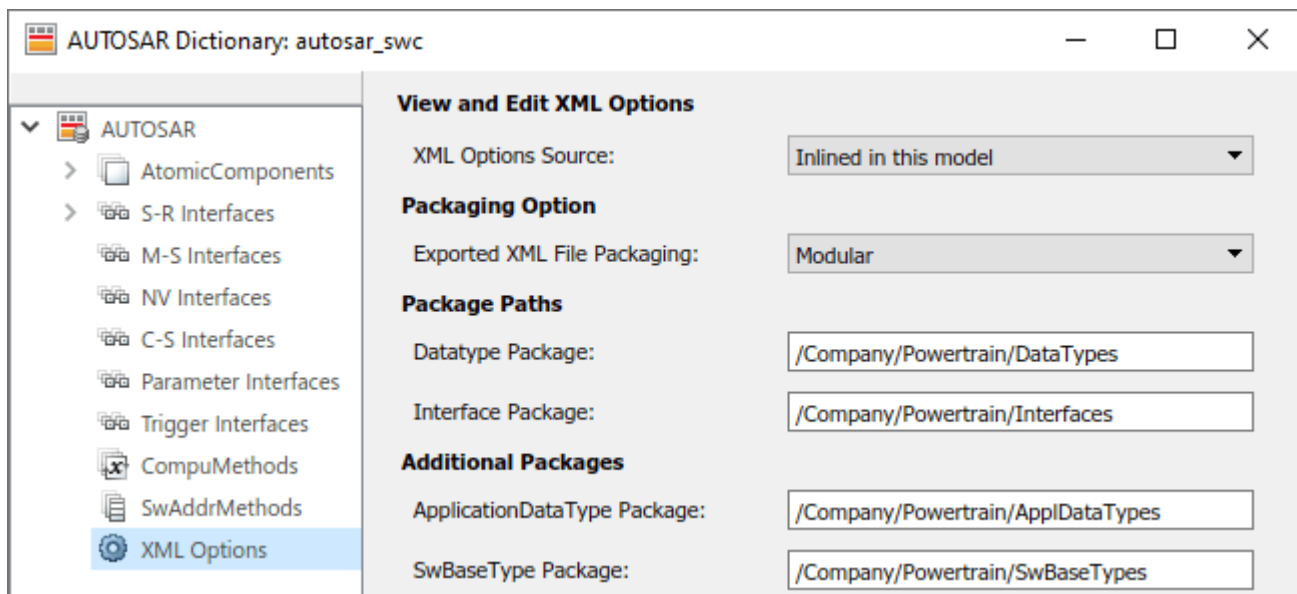 AUTOSAR Dictionary: autosar_swc
AUTOSAR
AtomicComponents
S-R Interfaces
M-S Interfaces
NV Interfaces
C-S Interfaces
Parameter Interfaces
Trigger Interfaces
CompuMethods
SwAddrMethods
XML Options
View and Edit XML Options
XML Options Source: Inlined in this model
Packaging Option
Exported XML File Packaging: Modular
Package Paths
Datatype Package: /Company/Powertrain/DataTypes
Interface Package: /Company/Powertrain/Interfaces
Additional Packages
ApplicationDataType Package: /Company/Powertrain/ApplDataTypes
SwBaseType Package: /Company/Powertrain/SwBaseTypes